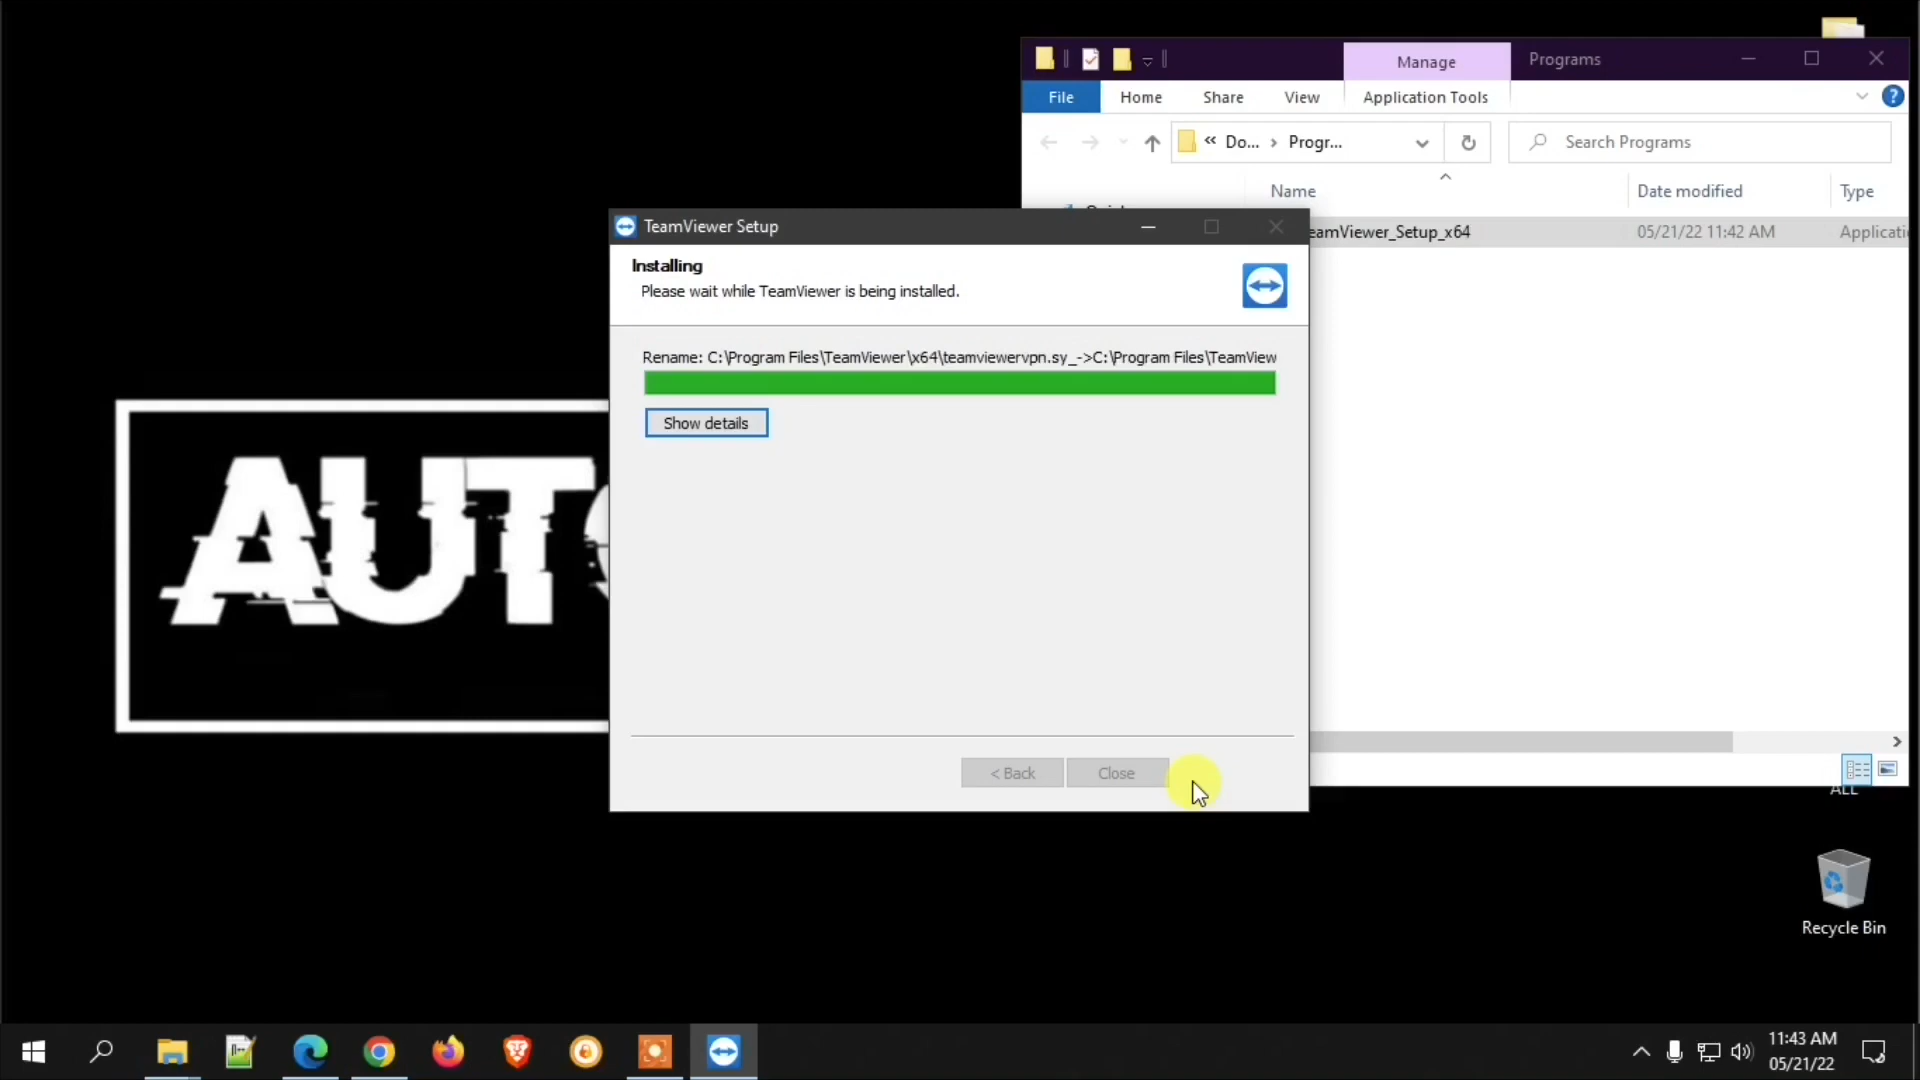 Manage
Programs
File
Home
Share
View
Application Tools
« Do... › Progr...
Search Programs
Name
Date modified
Type
TeamViewer Setup
eamViewer_Setup_x64
05/21/22 11:42 AM
Applicati
Installing
Please wait while TeamViewer is being installed.
Rename: C:\Program Files\TeamViewer\x64\teamviewervpn.sy_->C:\Program Files\TeamView
Show details
AUT
< Back
Close
ALL
Recycle Bin
11:43 AM
05/21/22